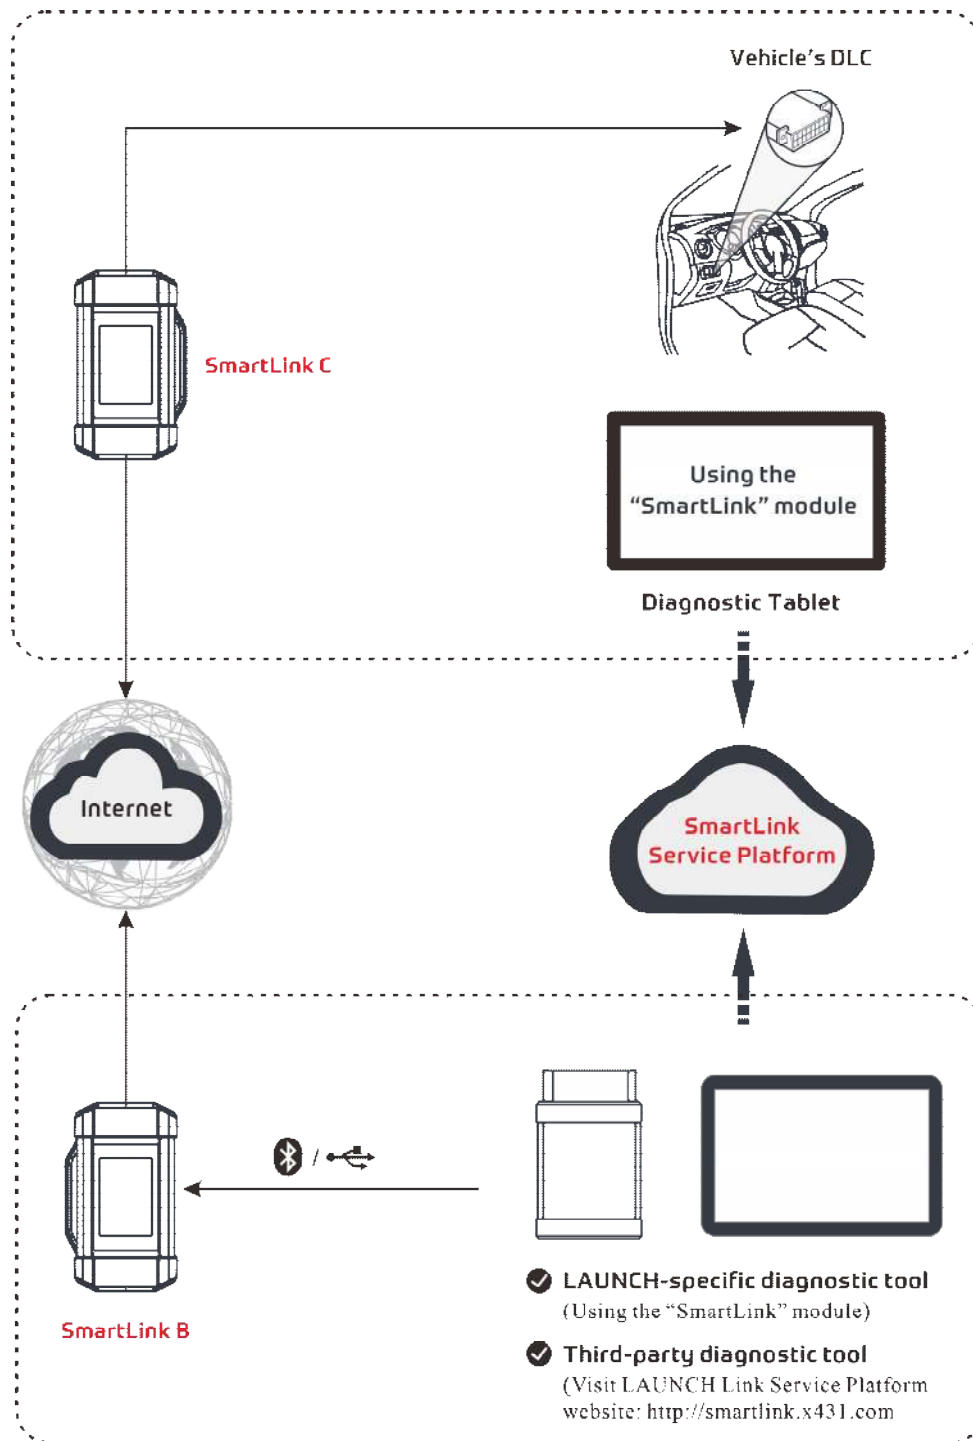 Vehicle's DLC
SmartLink C
Using the
“SmartLink” module
Diagnostic Tablet
Internet
SmartLink
Service Platform
/
SmartLink B
LAUNCH-specific diagnostic tool
(Using the “SmartLink” module)
Third-party diagnostic tool
(Visit LAUNCH Link Service Platform
website: http://smartlink.x431.com